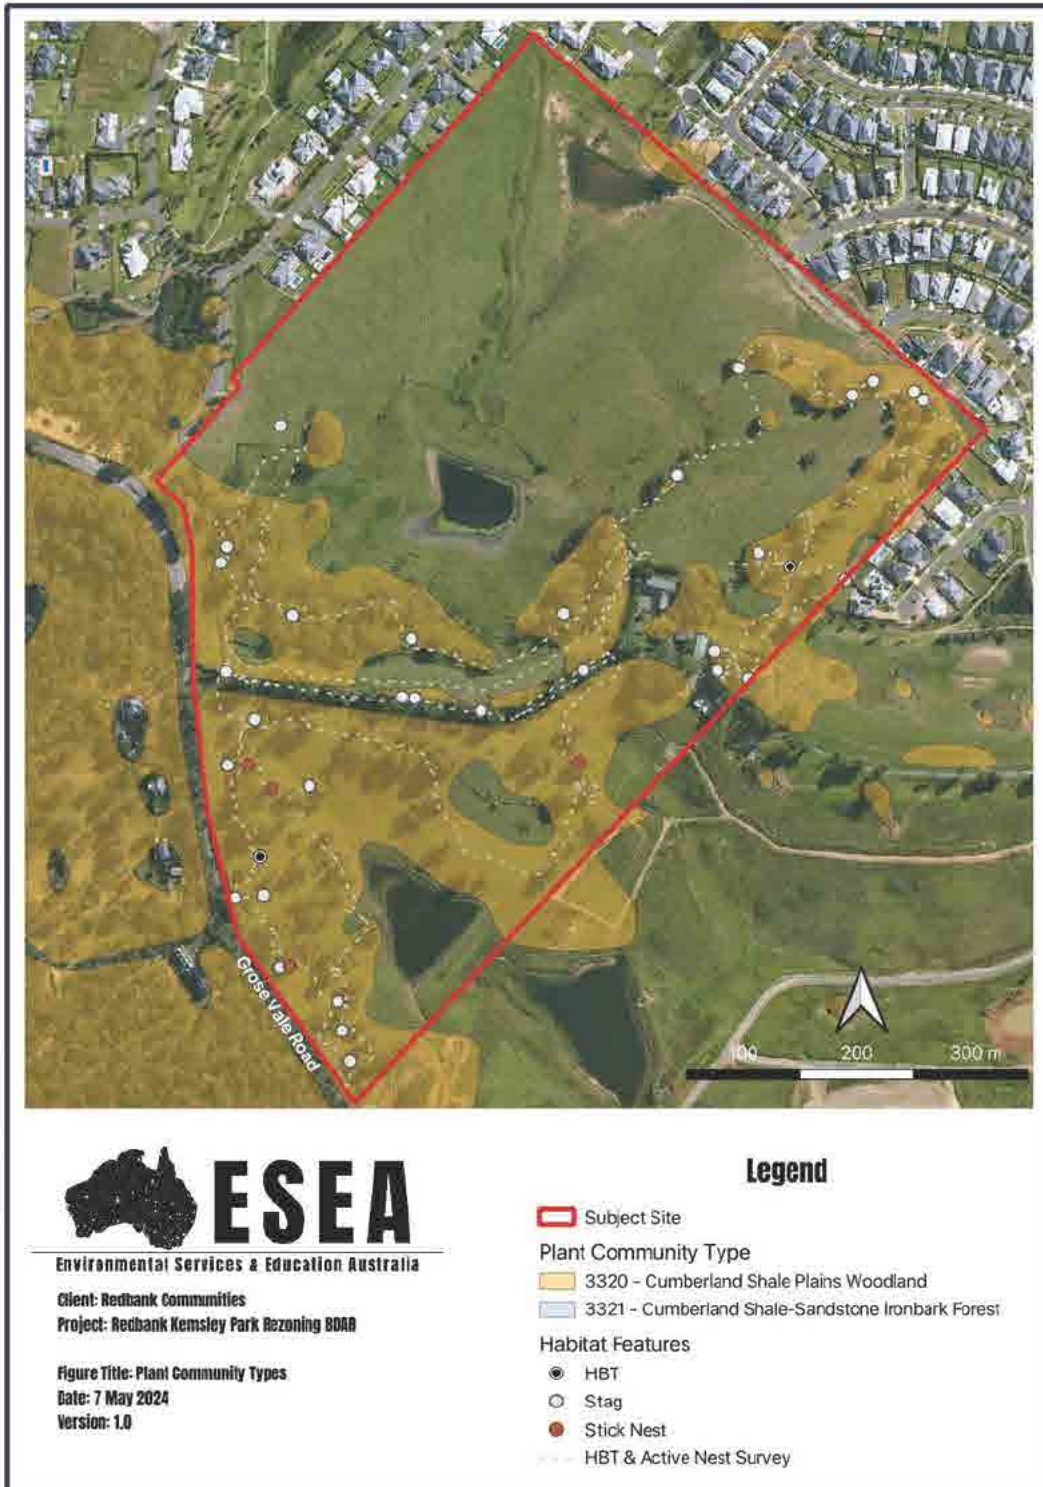 Grose Vale Road
100 200 300 m
ESEA
Environmental Services & Education Australia
Client: Redbank Communities
Project: Redbank Kemsley Park Rezoning BDAR
Figure Title: Plant Community Types
Date: 7 May 2024
Version: 1.0
Legend
Subject Site
Plant Community Type
3320 - Cumberland Shale Plains Woodland
3321 - Cumberland Shale-Sandstone Ironbark Forest
Habitat Features
HBT
Stag
Stick Nest
HBT & Active Nest Survey